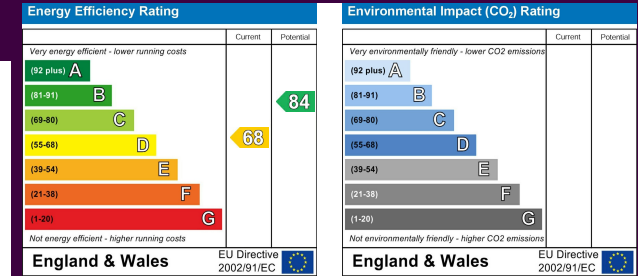 Energy Efficiency Rating
Current
Potential
Very energy efficient - lower running costs
(92 plus) A
(81-91) B
(69-80) C
(55-68) D
(39-54) E
(21-38) F
(1-20) G
68
84
Not energy efficient - higher running costs
England & Wales
EU Directive
2002/91/EC
Environmental Impact (CO₂) Rating
Current
Potential
Very environmentally friendly - lower CO2 emissions
(92 plus) A
(81-91) B
(69-80) C
(55-68) D
(39-54) E
(21-38) F
(1-20) G
Not environmentally friendly - higher CO2 emissions
England & Wales
EU Directive
2002/91/EC